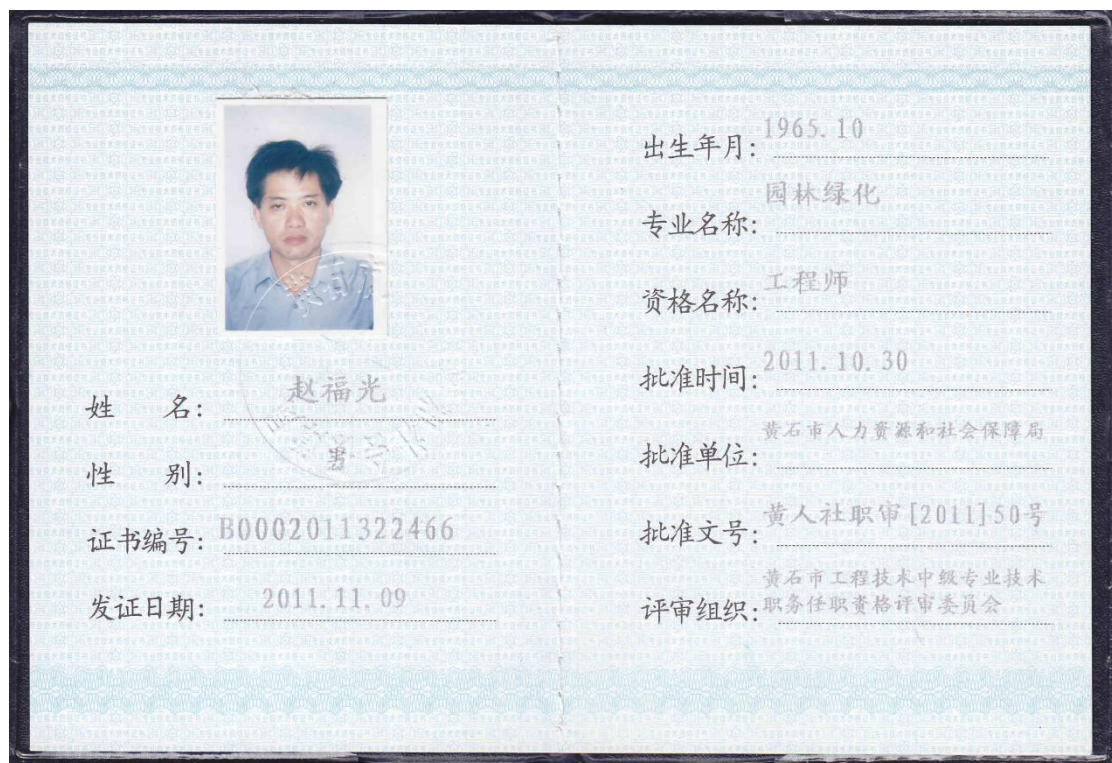 姓 名: 赵福光
性 别: 男
证书编号: B0002011322466
发证日期: 2011.11.09
出生年月: 1965.10
专业名称: 园林绿化
资格名称: 工程师
批准时间: 2011.10.30
批准单位: 黄石市人力资源和社会保障局
批准文号: 黄人社职审[2011]50号
评审组织: 黄石市工程技术中级专业技术
职务任职资格评审委员会